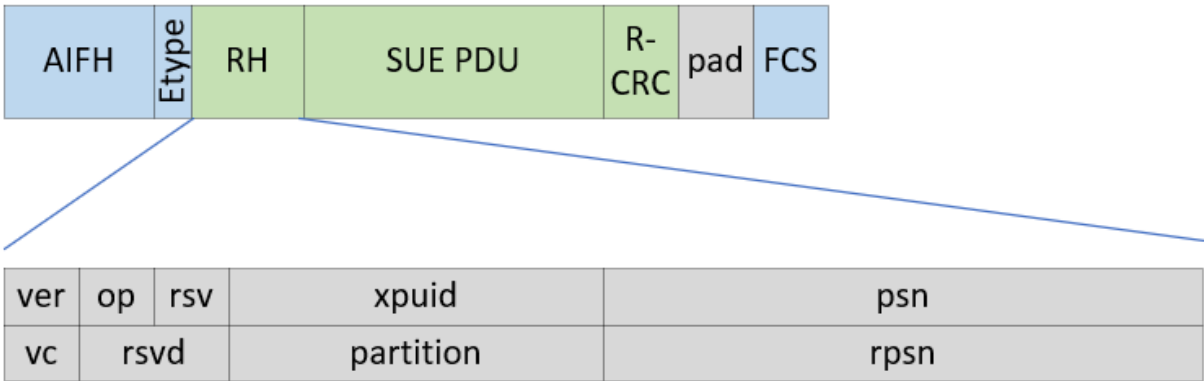 AIFH Etype RH SUE PDU R-CRC pad FCS
ver op rsv xpuid psn
vc rsvd partition rpsn